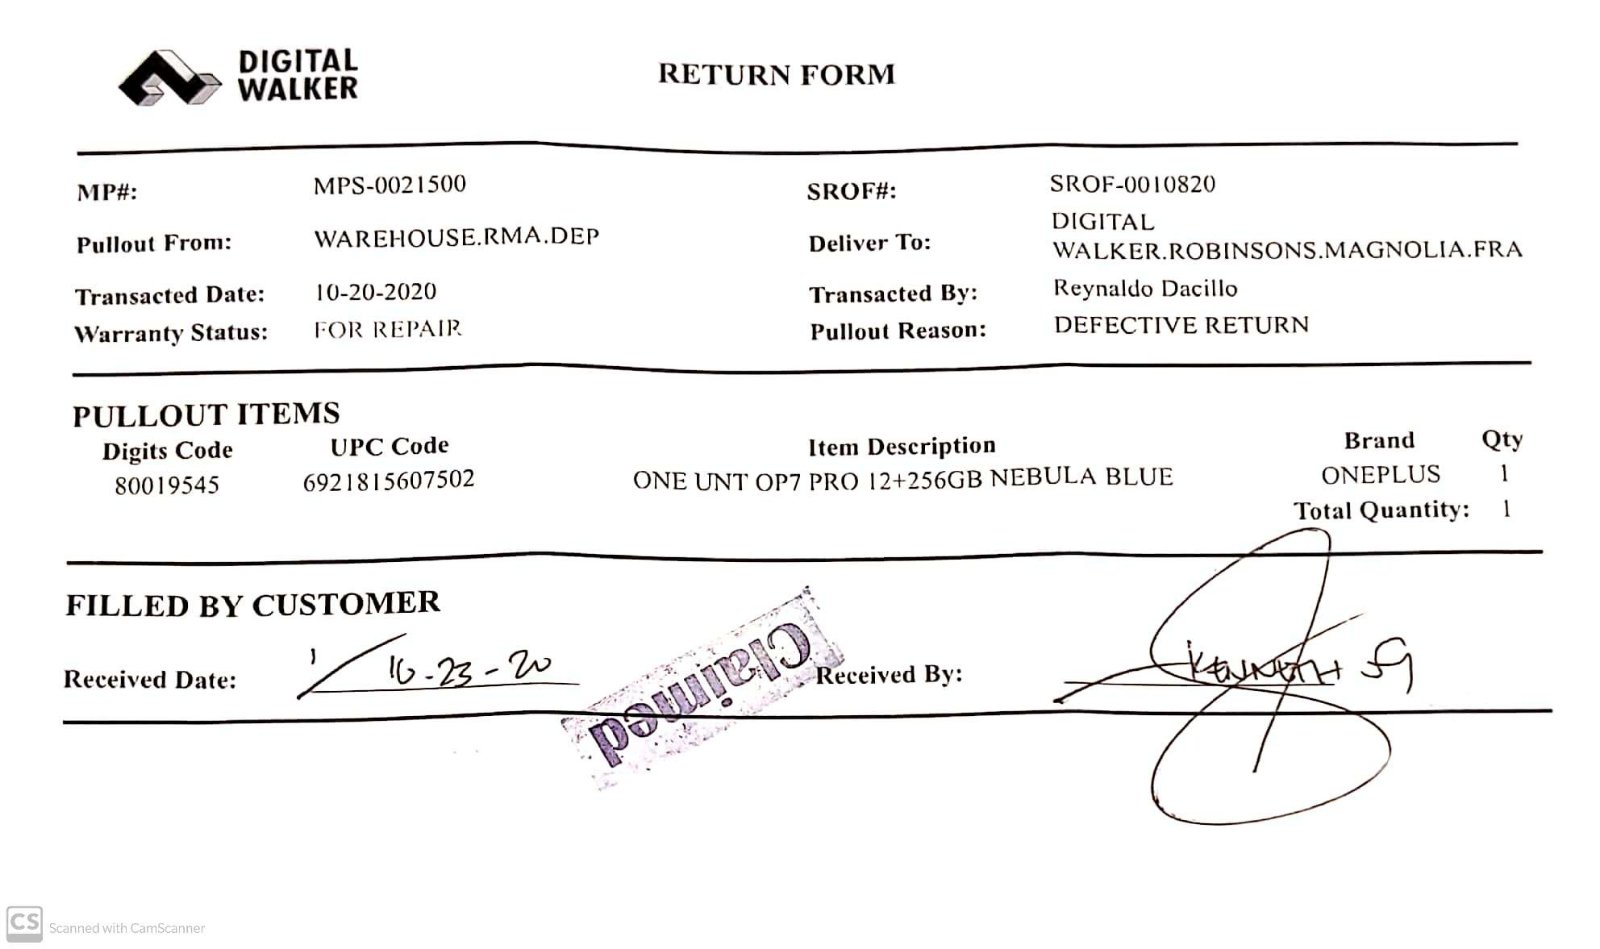 DIGITAL
WALKER
RETURN FORM
MP#: MPS-0021500 SROF#: SROF-0010820
Pullout From: WAREHOUSE.RMA.DEP Deliver To: DIGITAL
WALKER.ROBINSONS.MAGNOLIA.FRA
Transacted Date: 10-20-2020 Transacted By: Reynaldo Dacillo
Warranty Status: FOR REPAIR Pullout Reason: DEFECTIVE RETURN
PULLOUT ITEMS
Digits Code UPC Code Item Description Brand Qty
80019545 6921815607502 ONE UNT OP7 PRO 12+256GB NEBULA BLUE ONEPLUS 1
Total Quantity: 1
FILLED BY CUSTOMER
Received Date: 10-23-20 Received By: KENNETH
Claimed
CS Scanned with CamScanner